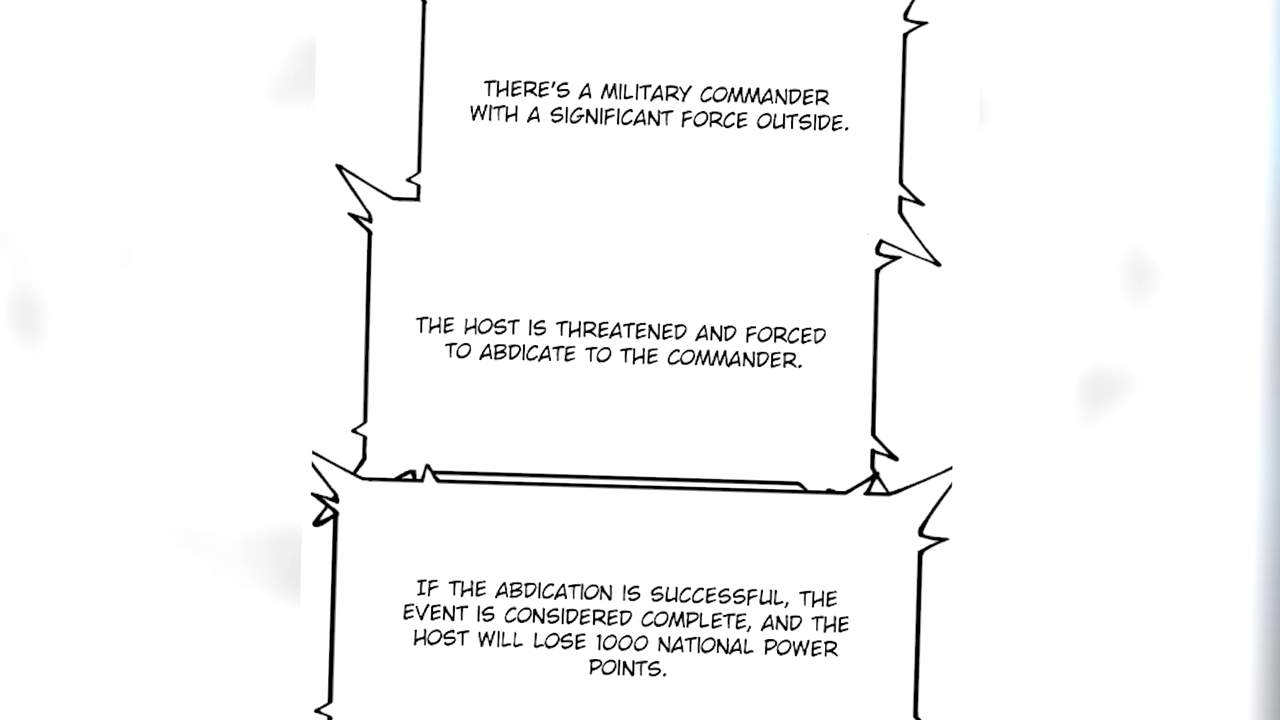 THERE'S A MILITARY COMMANDER
WITH A SIGNIFICANT FORCE OUTSIDE.
THE HOST IS THREATENED AND FORCED
TO ABDICATE TO THE COMMANDER.
IF THE ABDICATION IS SUCCESSFUL, THE
EVENT IS CONSIDERED COMPLETE, AND THE
HOST WILL LOSE 1000 NATIONAL POWER
POINTS.